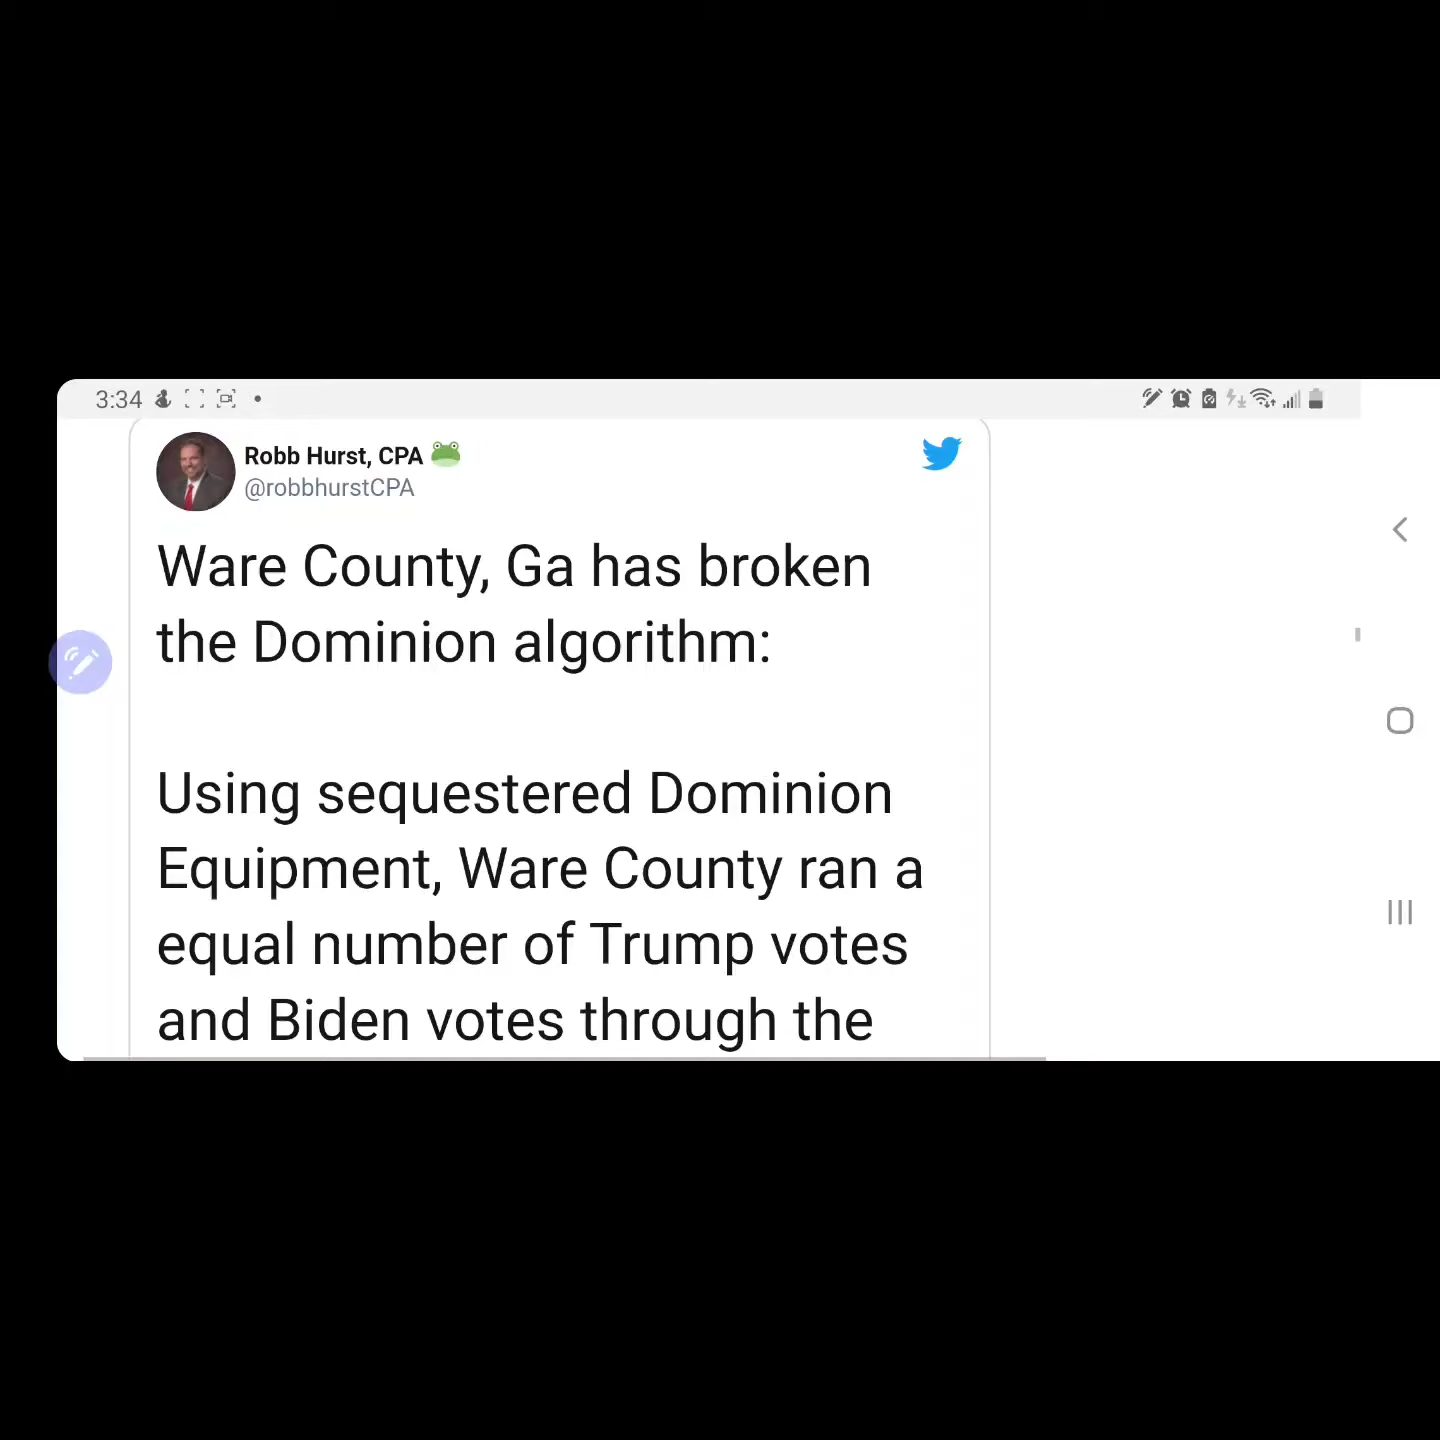 3:34
Robb Hurst, CPA 🐸
@robbhurstCPA
Ware County, Ga has broken
the Dominion algorithm:
Using sequestered Dominion
Equipment, Ware County ran a
equal number of Trump votes
and Biden votes through the